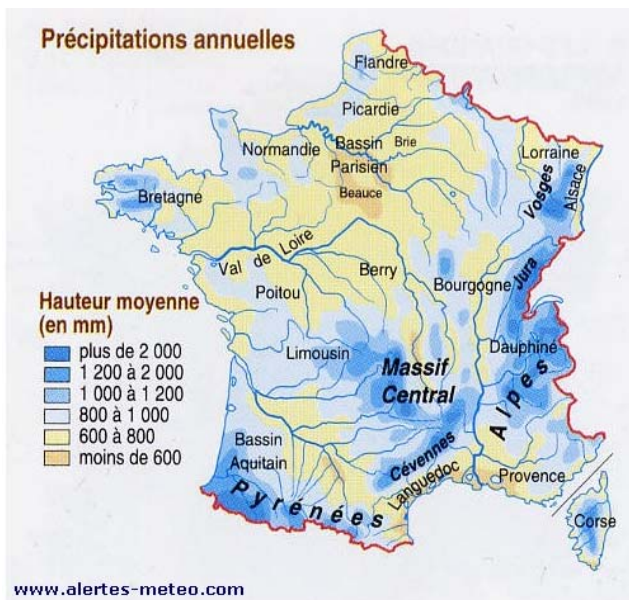 Précipitations annuelles
Flandre
Picardie
Normandie
Bassin
Brie
Parisien
Lorraine
Beauce
Vosges
Alsace
Bretagne
Val de Loire
Berry
Bourgogne
Jura
Poitou
Hauteur moyenne
(en mm)
plus de 2 000
1 200 à 2 000
1 000 à 1 200
800 à 1 000
600 à 800
moins de 600
Limousin
Massif
Central
Dauphiné
Alpes
Bassin
Aquitain
Cévennes
Languedoc
Provence
Pyrénées
Corse
www.alertes-meteo.com